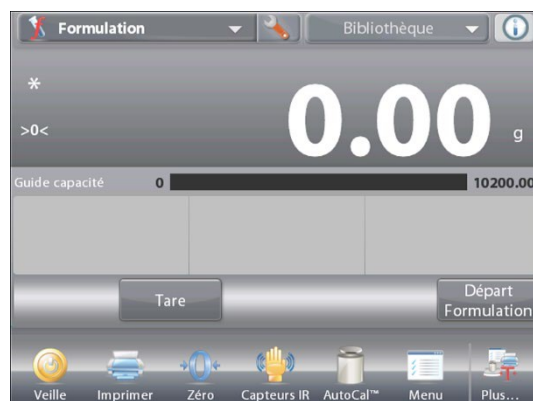 Formulation
Bibliothèque
*
>0<
0.00 g
Guide capacité 0 10200.00
Tare
Départ
Formulation
Veille Imprimer Zéro Capteurs IR AutoCal™ Menu Plus...